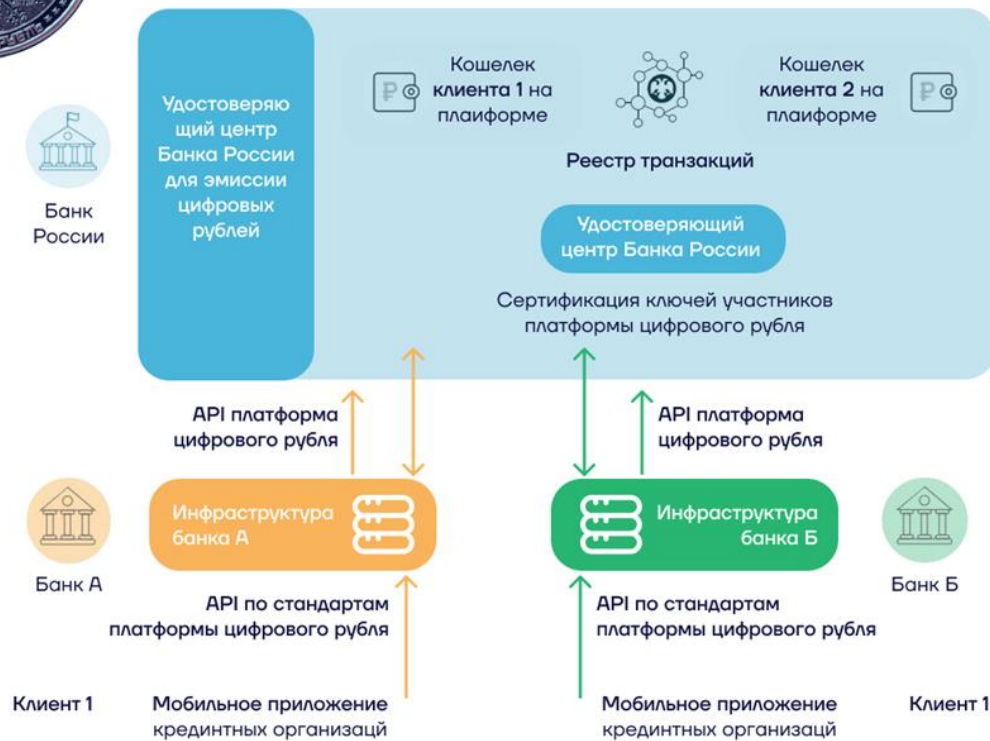 Кошелек
клиента 1 на
плаиформе
Кошелек
клиента 2 на
плаиформе
Реестр транзакций
Удостоверяю
щий центр
Банка России
для эмиссии
цифровых
рублей
Банк
России
Удостоверяющий
центр Банка России
Сертификация ключей участников
платформы цифрового рубля
API платформа
цифрового рубля
API платформа
цифрового рубля
Инфраструктура
банка А
Инфраструктура
банка Б
Банк А
Банк Б
API по стандартам
платформы цифрового рубля
API по стандартам
платформы цифрового рубля
Клиент 1
Мобильное приложение
крединтных организацй
Мобильное приложение
крединтных организацй
Клиент 1